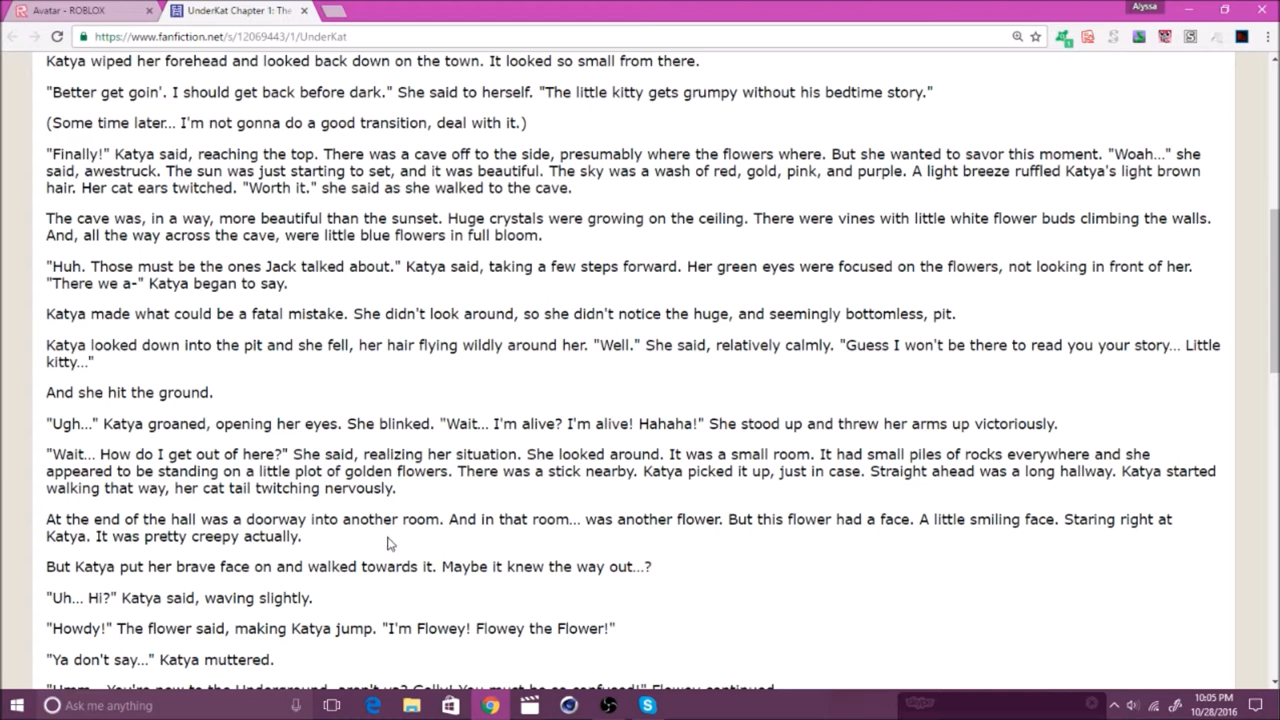 Avatar - ROBLOX
UnderKat Chapter 1: The
Alyssa
https://www.fanfiction.net/s/12069443/1/UnderKat
Katya wiped her forehead and looked back down on the town. It looked so small from there.
"Better get goin'. I should get back before dark." She said to herself. "The little kitty gets grumpy without his bedtime story."
(Some time later... I'm not gonna do a good transition, deal with it.)
"Finally!" Katya said, reaching the top. There was a cave off to the side, presumably where the flowers where. But she wanted to savor this moment. "Woah..." she
said, awestruck. The sun was just starting to set, and it was beautiful. The sky was a wash of red, gold, pink, and purple. A light breeze ruffled Katya's light brown
hair. Her cat ears twitched. "Worth it." she said as she walked to the cave.
The cave was, in a way, more beautiful than the sunset. Huge crystals were growing on the ceiling. There were vines with little white flower buds climbing the walls.
And, all the way across the cave, were little blue flowers in full bloom.
"Huh. Those must be the ones Jack talked about." Katya said, taking a few steps forward. Her green eyes were focused on the flowers, not looking in front of her.
"There we a-" Katya began to say.
Katya made what could be a fatal mistake. She didn't look around, so she didn't notice the huge, and seemingly bottomless, pit.
Katya looked down into the pit and she fell, her hair flying wildly around her. "Well." She said, relatively calmly. "Guess I won't be there to read you your story... Little
kitty..."
And she hit the ground.
"Ugh..." Katya groaned, opening her eyes. She blinked. "Wait... I'm alive? I'm alive! Hahaha!" She stood up and threw her arms up victoriously.
"Wait... How do I get out of here?" She said, realizing her situation. She looked around. It was a small room. It had small piles of rocks everywhere and she
appeared to be standing on a little plot of golden flowers. There was a stick nearby. Katya picked it up, just in case. Straight ahead was a long hallway. Katya started
walking that way, her cat tail twitching nervously.
At the end of the hall was a doorway into another room. And in that room... was another flower. But this flower had a face. A little smiling face. Staring right at
Katya. It was pretty creepy actually.
But Katya put her brave face on and walked towards it. Maybe it knew the way out...?
"Uh... Hi?" Katya said, waving slightly.
"Howdy!" The flower said, making Katya jump. "I'm Flowey! Flowey the Flower!"
"Ya don't say..." Katya muttered.
"Hmm... You're new to the Underground, aren't ya? Golly! You must be so confused!" Flowey continued.
Ask me anything
10:05 PM
10/28/2016